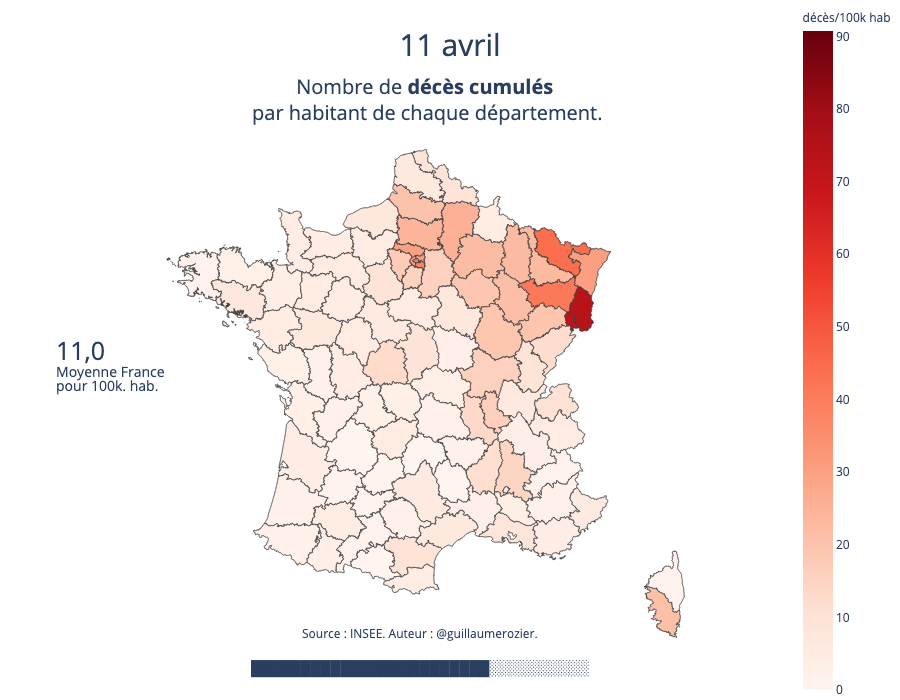 décès/100k hab
11 avril
Nombre de décès cumulés
par habitant de chaque département.
90
80
70
60
50
40
30
20
10
0
11,0
Moyenne France
pour 100k. hab.
Source : INSEE. Auteur : @guillaumerozier.